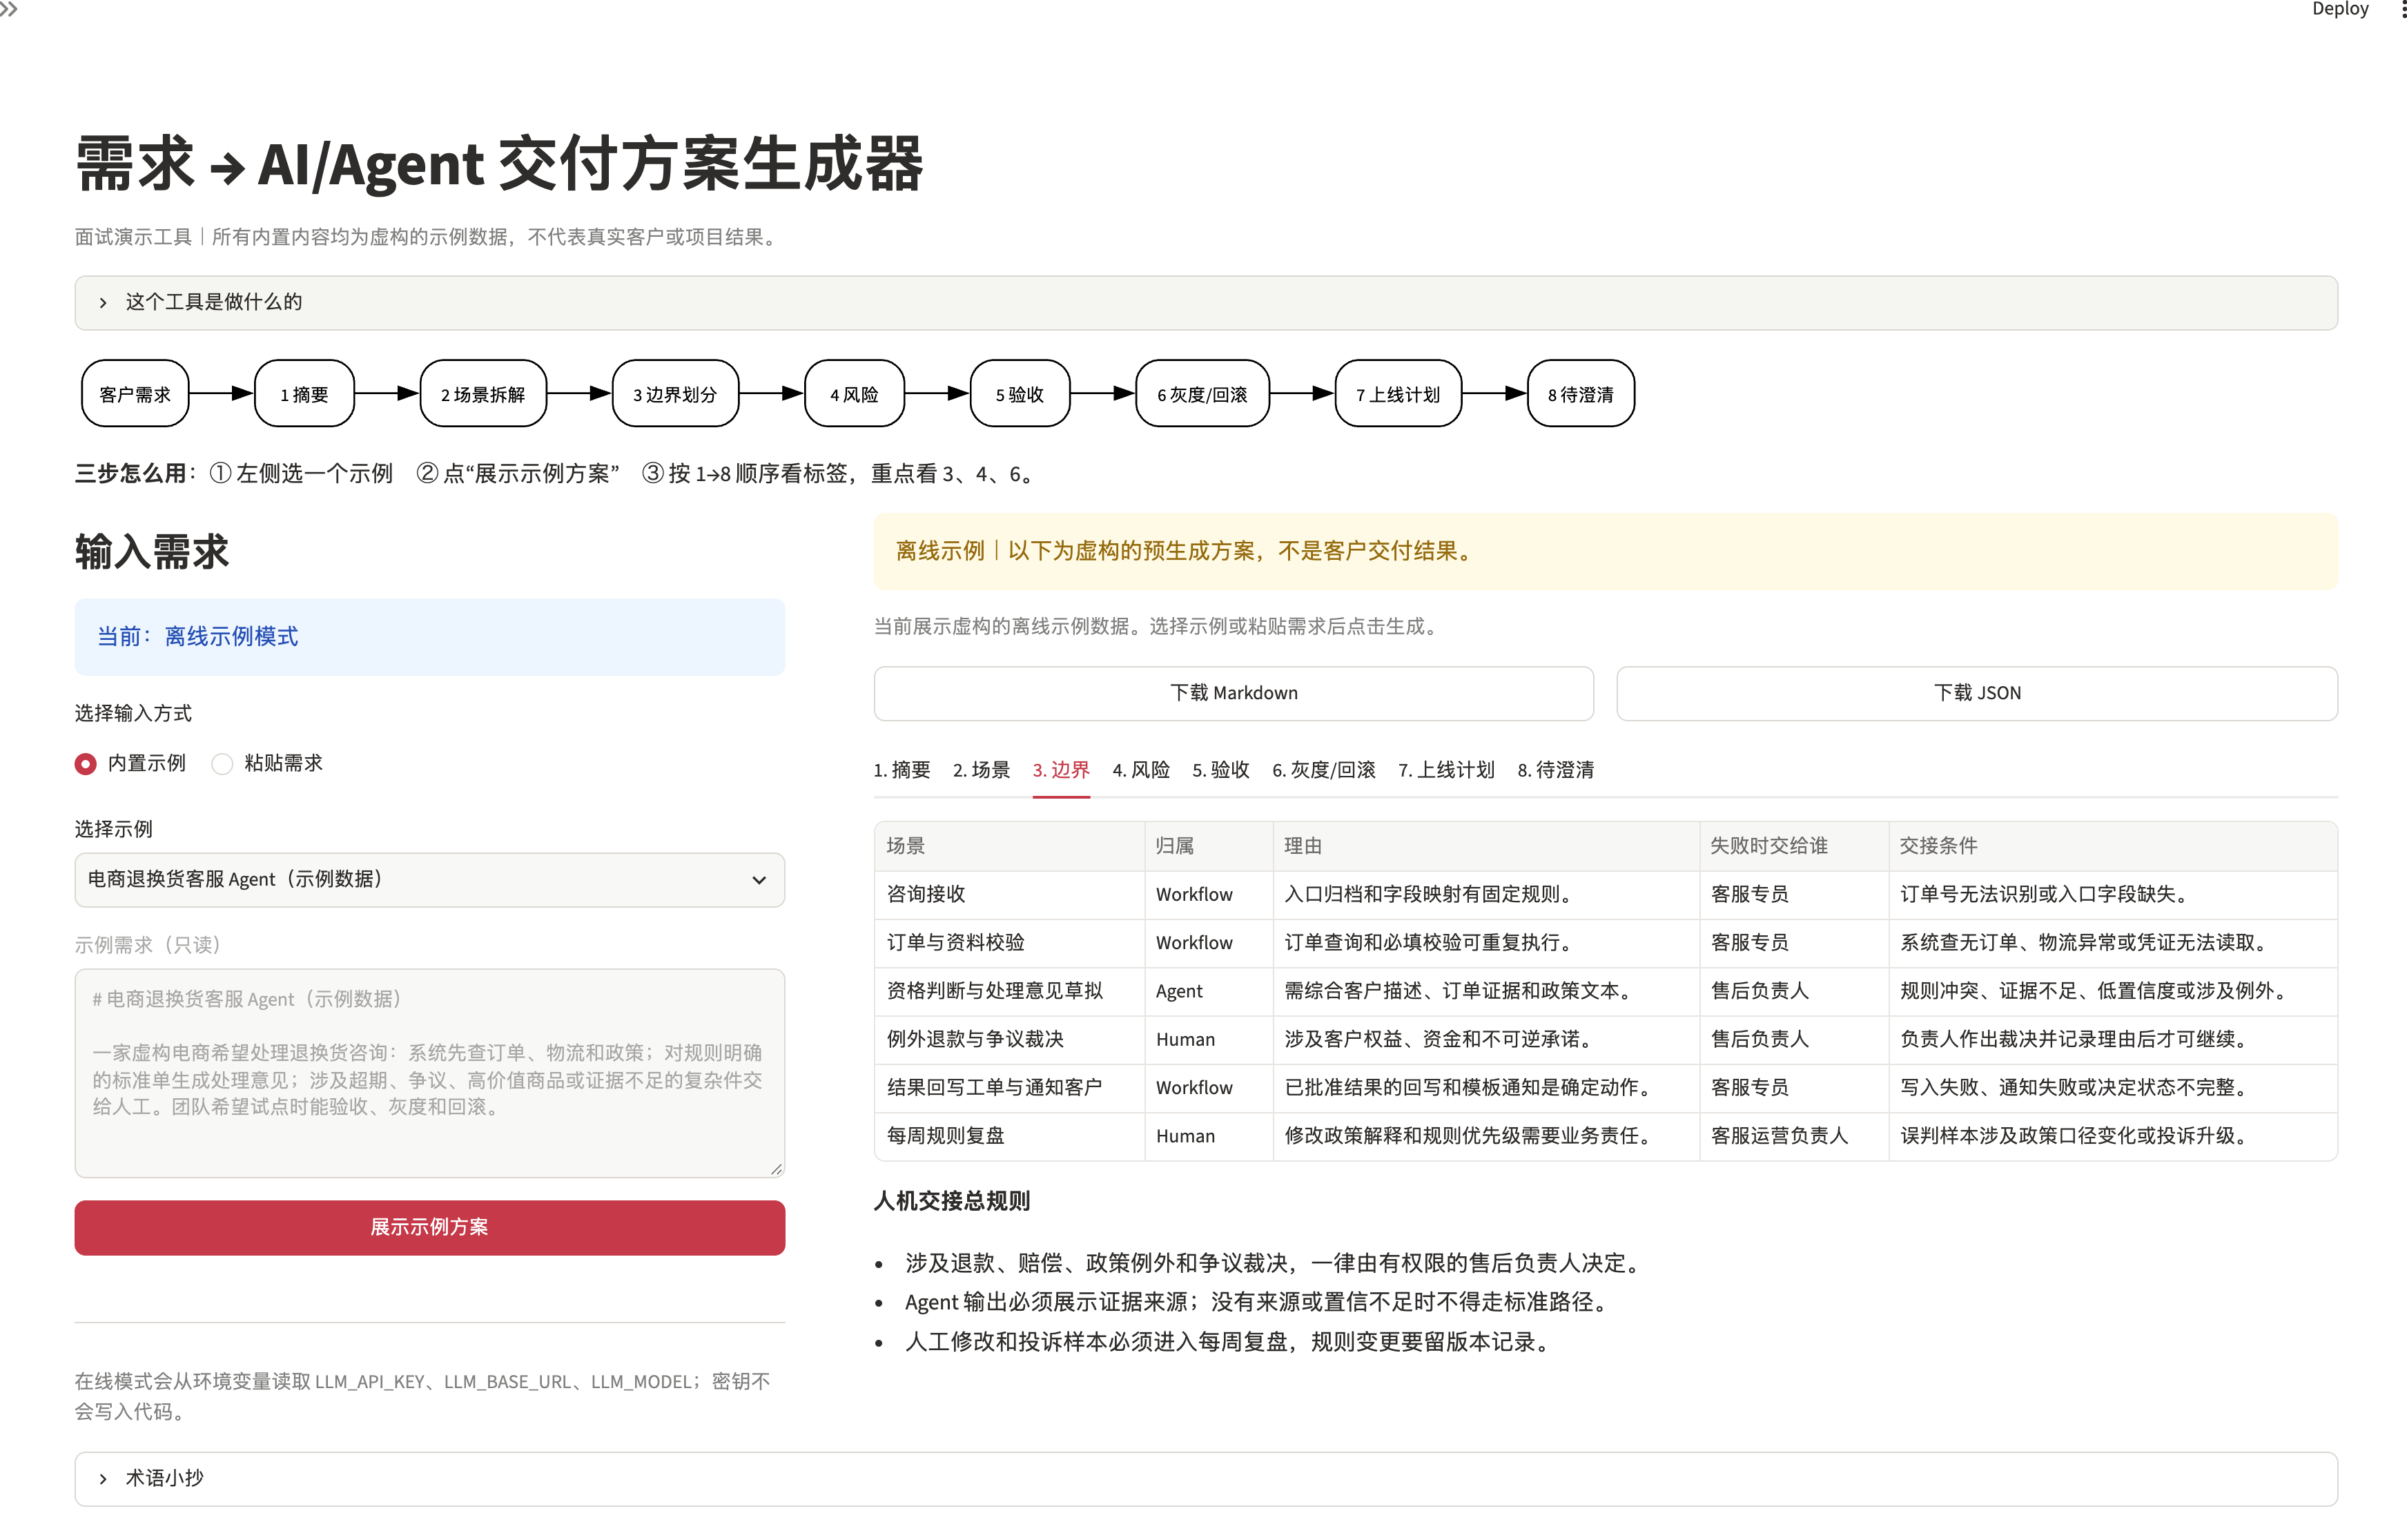 Deploy
需求 → AI/Agent 交付方案生成器
面试演示工具｜所有内置内容均为虚构的示例数据，不代表真实客户或项目结果。
这个工具是做什么的
客户需求 1 摘要 2 场景拆解 3 边界划分 4 风险 5 验收 6 灰度/回滚 7 上线计划 8 待澄清
三步怎么用：① 左侧选一个示例 ② 点“展示示例方案” ③ 按 1→8 顺序看标签，重点看 3、4、6。
输入需求
当前：离线示例模式
选择输入方式
内置示例 粘贴需求
选择示例
电商退换货客服 Agent（示例数据）
示例需求（只读）
# 电商退换货客服 Agent（示例数据）
一家虚构电商希望处理退换货咨询：系统先查订单、物流和政策；对规则明确
的标准单生成处理意见；涉及超期、争议、高价值商品或证据不足的复杂件交
给人工。团队希望试点时能验收、灰度和回滚。
展示示例方案
在线模式会从环境变量读取 LLM_API_KEY、LLM_BASE_URL、LLM_MODEL；密钥不
会写入代码。
离线示例｜以下为虚构的预生成方案，不是客户交付结果。
当前展示虚构的离线示例数据。选择示例或粘贴需求后点击生成。
下载 Markdown 下载 JSON
1. 摘要 2. 场景 3. 边界 4. 风险 5. 验收 6. 灰度/回滚 7. 上线计划 8. 待澄清
场景 归属 理由 失败时交给谁 交接条件
咨询接收 Workflow 入口归档和字段映射有固定规则。 客服专员 订单号无法识别或入口字段缺失。
订单与资料校验 Workflow 订单查询和必填校验可重复执行。 客服专员 系统查无订单、物流异常或凭证无法读取。
资格判断与处理意见草拟 Agent 需综合客户描述、订单证据和政策文本。 售后负责人 规则冲突、证据不足、低置信度或涉及例外。
例外退款与争议裁决 Human 涉及客户权益、资金和不可逆承诺。 售后负责人 负责人作出裁决并记录理由后才可继续。
结果回写工单与通知客户 Workflow 已批准结果的回写和模板通知是确定动作。 客服专员 写入失败、通知失败或决定状态不完整。
每周规则复盘 Human 修改政策解释和规则优先级需要业务责任。 客服运营负责人 误判样本涉及政策口径变化或投诉升级。
人机交接总规则
• 涉及退款、赔偿、政策例外和争议裁决，一律由有权限的售后负责人决定。
• Agent 输出必须展示证据来源；没有来源或置信不足时不得走标准路径。
• 人工修改和投诉样本必须进入每周复盘，规则变更要留版本记录。
术语小抄